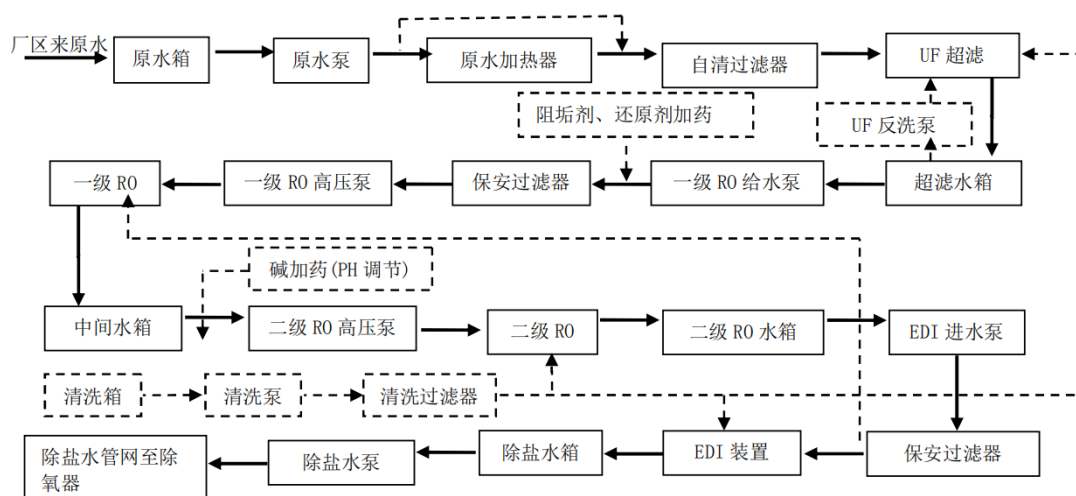 厂区来原水
原水箱
原水泵
原水加热器
自清过滤器
UF 超滤
阻垢剂、还原剂加药
UF 反洗泵
一级 RO
一级 RO 高压泵
保安过滤器
一级 RO 给水泵
超滤水箱
碱加药(PH 调节)
中间水箱
二级 RO 高压泵
二级 RO
二级 RO 水箱
EDI 进水泵
清洗箱
清洗泵
清洗过滤器
除盐水管网至除
氧器
除盐水泵
除盐水箱
EDI 装置
保安过滤器